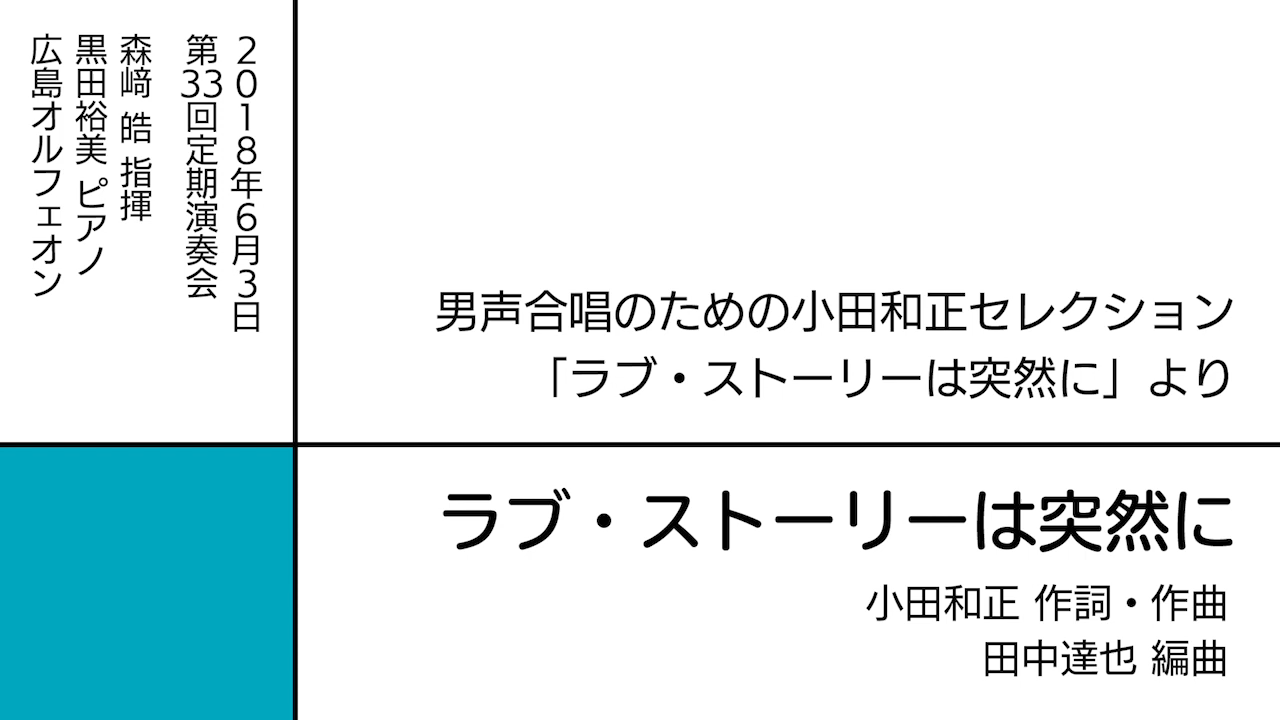 2018年6月3日
第33回定期演奏会
森﨑 皓 指揮
黒田裕美 ピアノ
広島オルフェオン
男声合唱のための小田和正セレクション
「ラブ・ストーリーは突然に」より
ラブ・ストーリーは突然に
小田和正 作詞・作曲
田中達也 編曲